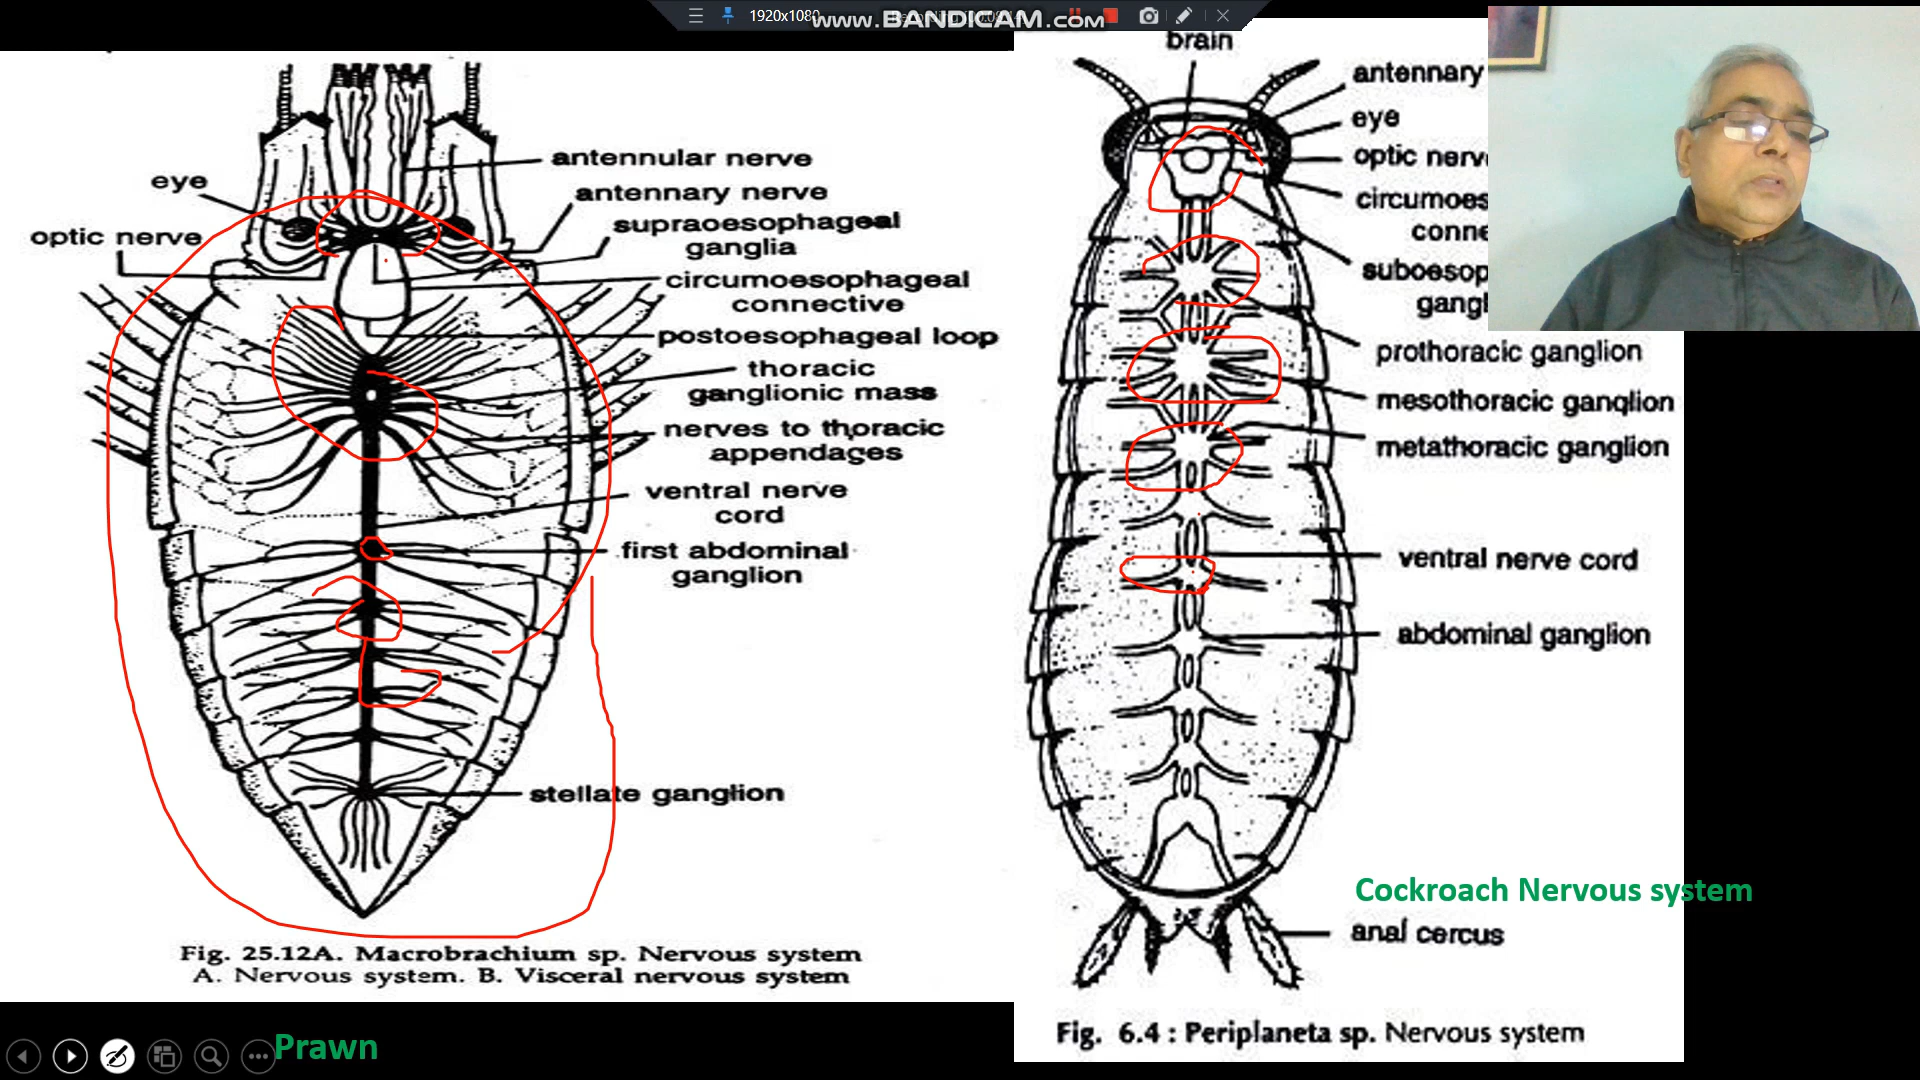 1920x1080
www.BANDICAM.com
eye
optic nerve
antennular nerve
antennary nerve
supraoesophageal
ganglia
circumoesophageal
connective
postoesophageal loop
thoracic
ganglionic mass
nerves to thoracic
appendages
ventral nerve
cord
first abdominal
ganglion
stellate ganglion
Fig. 25.12A. Macrobrachium sp. Nervous system
A. Nervous system. B. Visceral nervous system
Prawn
brain
antennary
eye
optic nerv
circumoes
conne
suboesop
gangl
prothoracic ganglion
mesothoracic ganglion
metathoracic ganglion
ventral nerve cord
abdominal ganglion
Cockroach Nervous system
anal cercus
Fig. 6.4 : Periplaneta sp. Nervous system